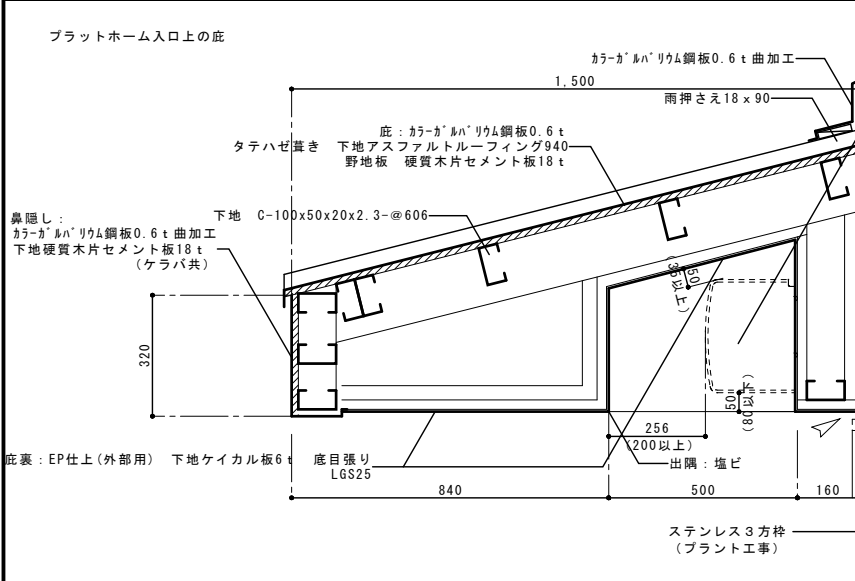 プラットホーム入口上の庇
カラーガルバリウム鋼板0.6ｔ曲加工
1,500
雨押さえ18ｘ90
庇：カラーガルバリウム鋼板0.6ｔ
タテハゼ葺き　下地アスファルトルーフィング940
野地板　硬質木片セメント板18ｔ
鼻隠し：
カラーガルバリウム鋼板0.6ｔ曲加工
下地硬質木片セメント板18ｔ
（ケラバ共）
下地　C-100x50x20x2.3-@606
50
(35以上)
320
50
(80以下)
256
(200以上)
庇裏：EP仕上(外部用)　下地ケイカル板6ｔ　底目張り
LGS25
出隅：塩ビ
840
500
160
ステンレス３方枠
（プラント工事）